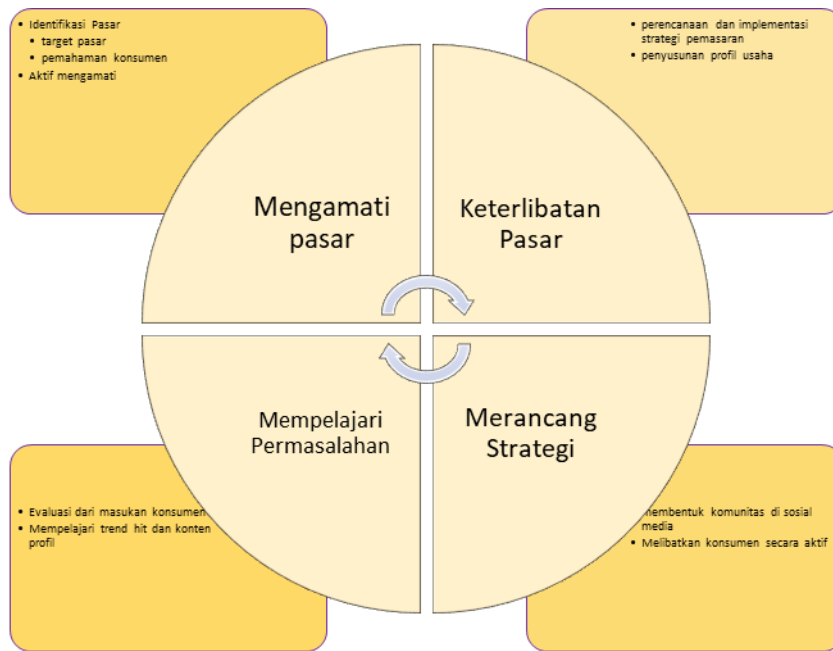 Identifikasi Pasar
target pasar
pemahaman konsumen
Aktif mengamati
perencanaan dan implementasi
strategi pemasaran
penyusunan profil usaha
Mengamati
pasar
Keterlibatan
Pasar
Mempelajari
Permasalahan
Merancang
Strategi
Evaluasi dari masukan konsumen
Mempelajari trend hit dan konten
profil
membentuk komunitas di sosial
media
Melibatkan konsumen secara aktif